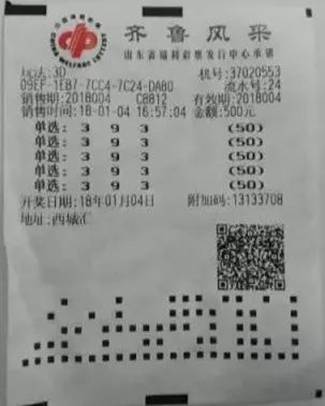 中国福利彩票
CHINA WELFARE LOTTERY
齐鲁风采
山东省福利彩票发行中心承销
玩法:3D 机号:37020553
09EF-1EB7-7CC4-7C24-DA80 流水号:24
销售期:2018004 C8812 有效期:2018004
销售时间:18-01-04 16:57:04 金额:500元
单选: 3 9 3 (50)
单选: 3 9 3 (50)
单选: 3 9 3 (50)
单选: 3 9 3 (50)
单选: 3 9 3 (50)
开奖日期:18年01月04日 附加码:13133708
地址:西城汇